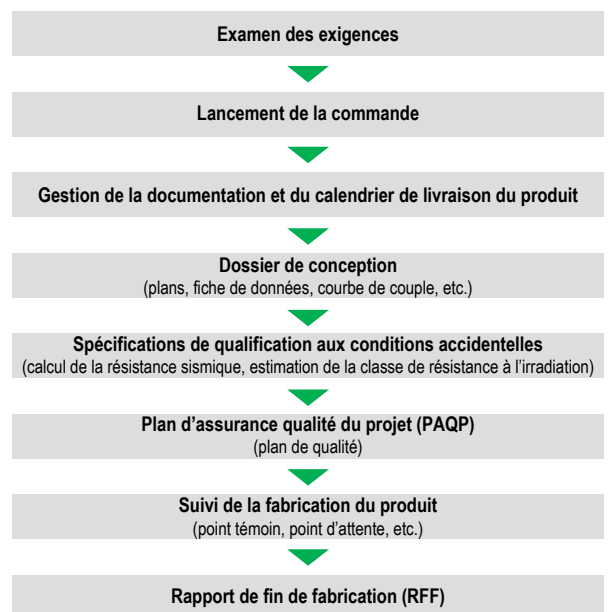 Examen des exigences
Lancement de la commande
Gestion de la documentation et du calendrier de livraison du produit
Dossier de conception
(plans, fiche de données, courbe de couple, etc.)
Spécifications de qualification aux conditions accidentelles
(calcul de la résistance sismique, estimation de la classe de résistance à l'irradiation)
Plan d'assurance qualité du projet (PAQP)
(plan de qualité)
Suivi de la fabrication du produit
(point témoin, point d'attente, etc.)
Rapport de fin de fabrication (RFF)